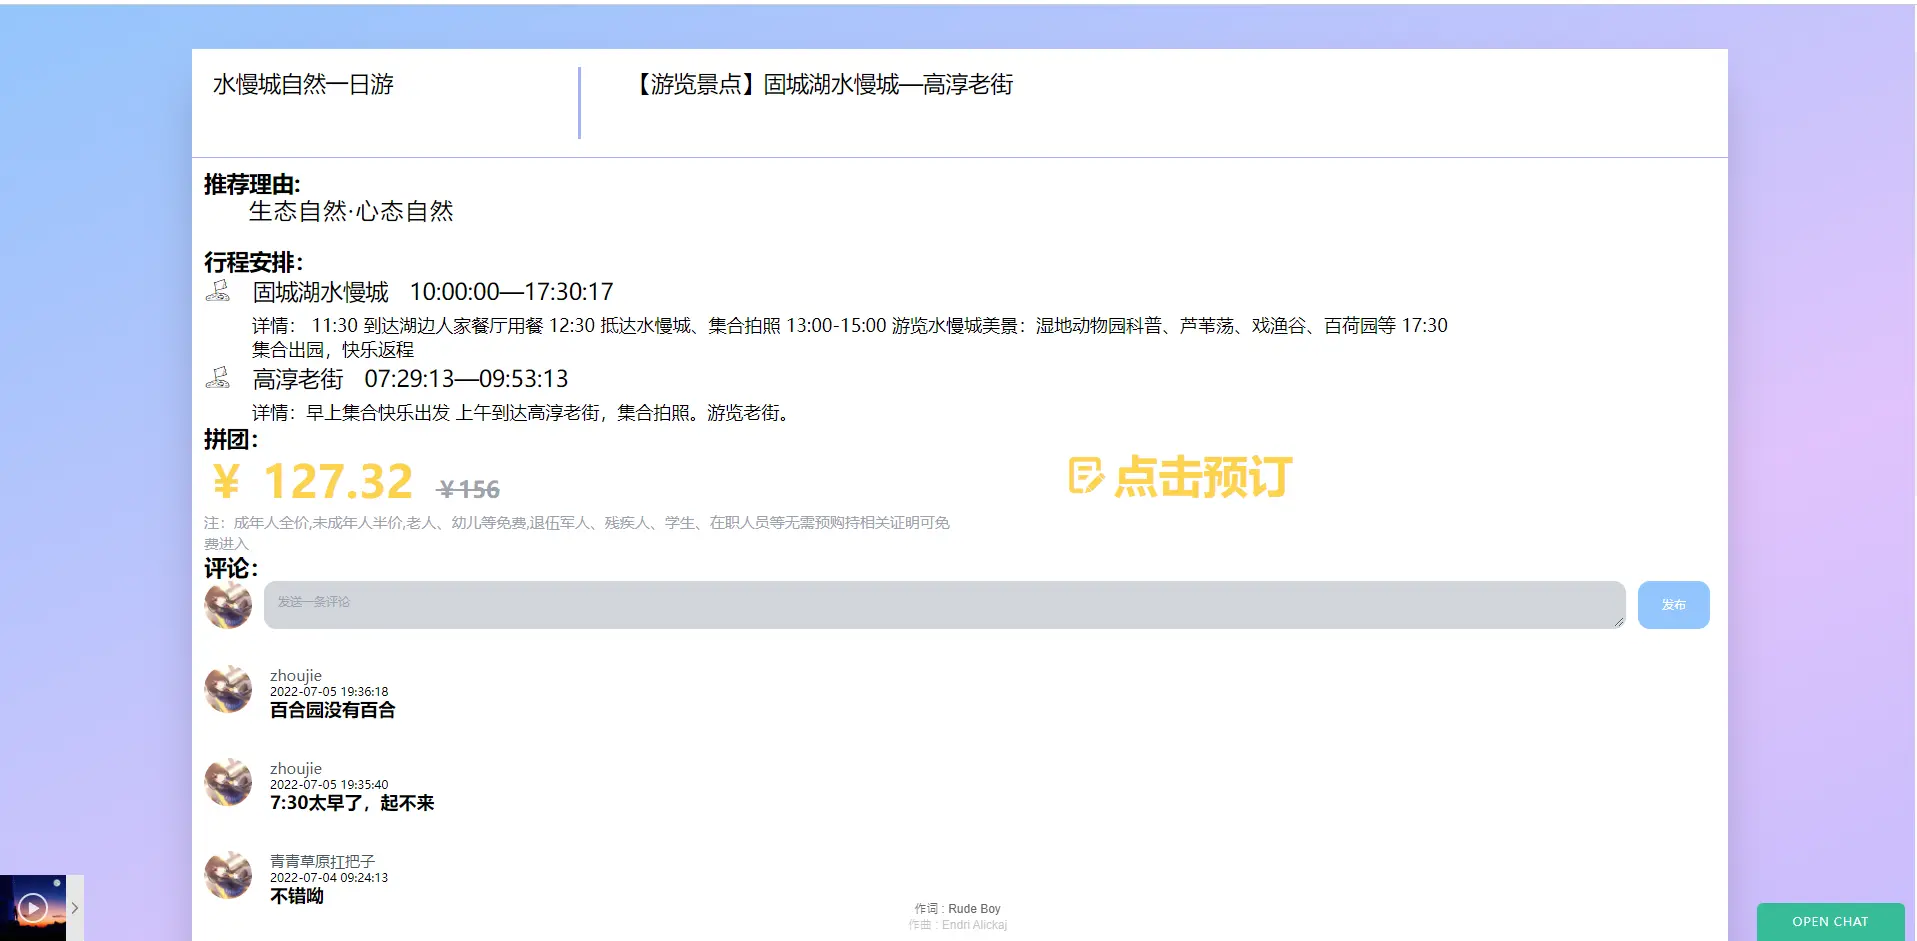 水慢城自然一日游
【游览景点】固城湖水慢城—高淳老街
推荐理由:
生态自然·心态自然
行程安排：
固城湖水慢城 10:00:00—17:30:17
详情： 11:30 到达湖边人家餐厅用餐 12:30 抵达水慢城、集合拍照 13:00-15:00 游览水慢城美景：湿地动物园科普、芦苇荡、戏渔谷、百荷园等 17:30
集合出园，快乐返程
高淳老街 07:29:13—09:53:13
详情：早上集合快乐出发 上午到达高淳老街，集合拍照。游览老街。
拼团：
￥ 127.32 ￥156
点击预订
注：成年人全价,未成年人半价,老人、幼儿等免费,退伍军人、残疾人、学生、在职人员等无需预购持相关证明可免
费进入
评论：
发送一条评论
发布
zhoujie
2022-07-05 19:36:18
百合园没有百合
zhoujie
2022-07-05 19:35:40
7:30太早了，起不来
青青草原扛把子
2022-07-04 09:24:13
不错呦
作词 : Rude Boy
作曲 : Endri Alickaj
OPEN CHAT